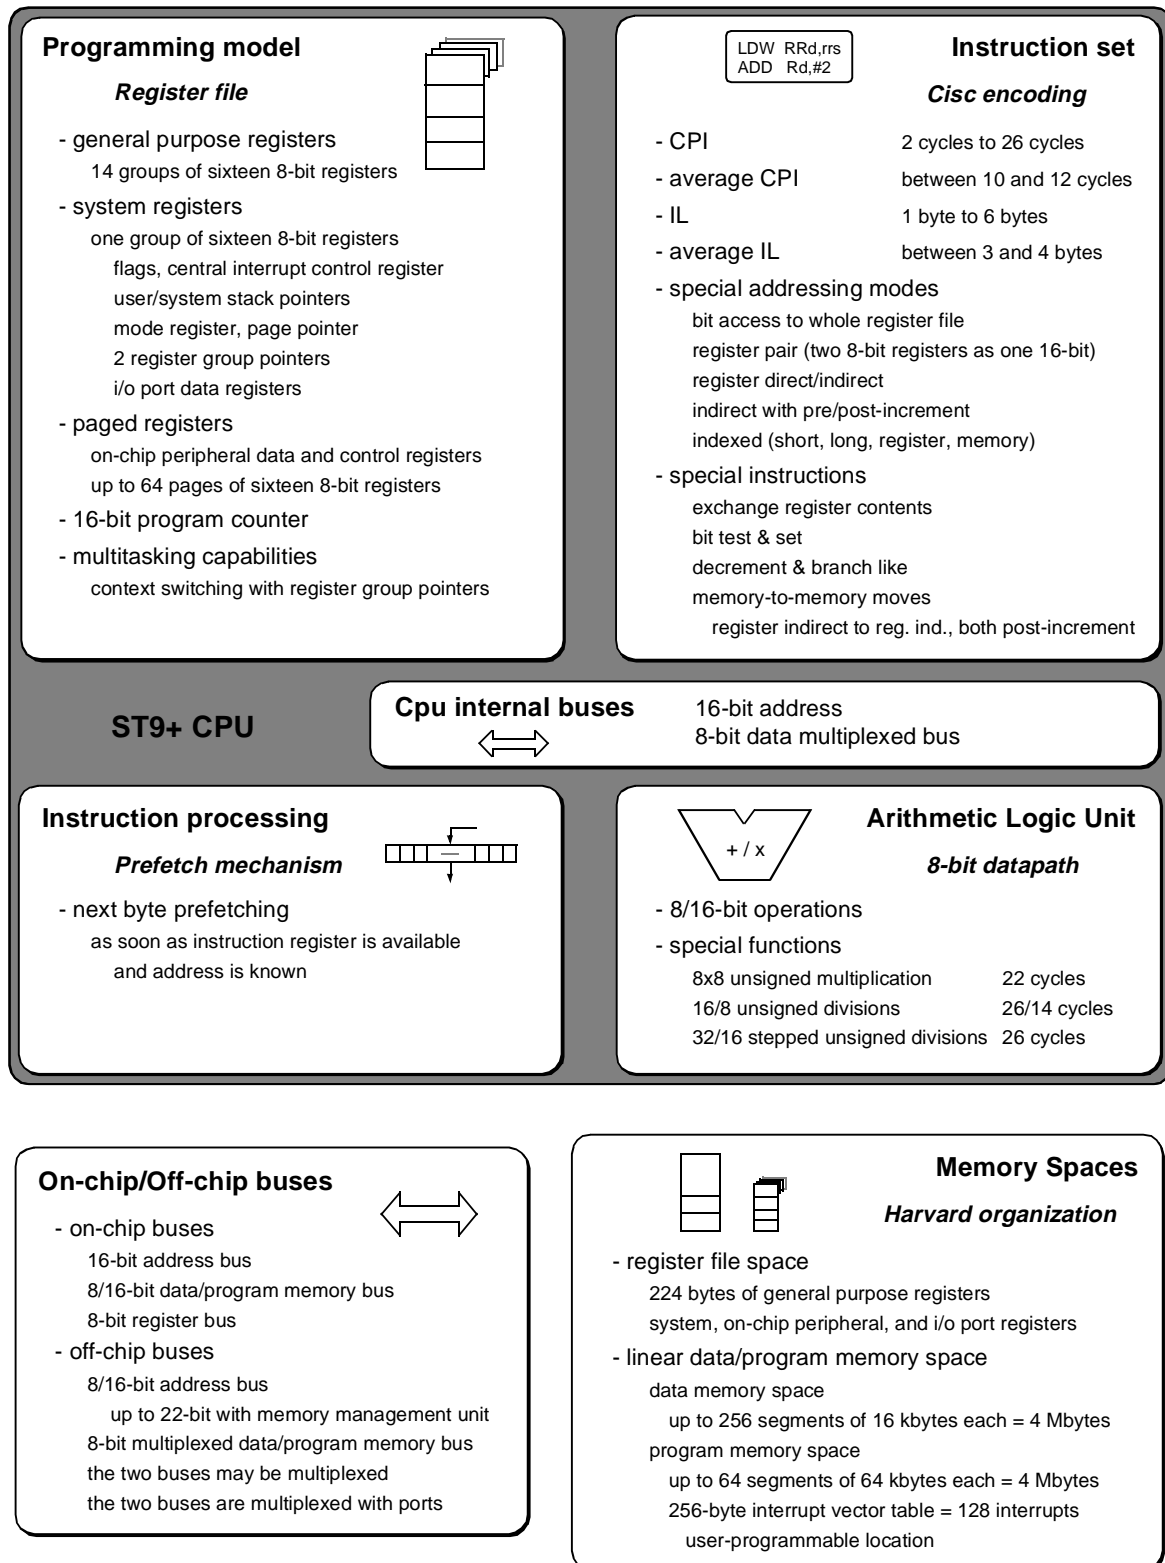 Programming model
Register file
- general purpose registers
14 groups of sixteen 8-bit registers
- system registers
one group of sixteen 8-bit registers
flags, central interrupt control register
user/system stack pointers
mode register, page pointer
2 register group pointers
i/o port data registers
- paged registers
on-chip peripheral data and control registers
up to 64 pages of sixteen 8-bit registers
- 16-bit program counter
- multitasking capabilities
context switching with register group pointers
LDW RRd,rrs
ADD Rd,#2
Instruction set
Cisc encoding
- CPI 2 cycles to 26 cycles
- average CPI between 10 and 12 cycles
- IL 1 byte to 6 bytes
- average IL between 3 and 4 bytes
- special addressing modes
bit access to whole register file
register pair (two 8-bit registers as one 16-bit)
register direct/indirect
indirect with pre/post-increment
indexed (short, long, register, memory)
- special instructions
exchange register contents
bit test & set
decrement & branch like
memory-to-memory moves
register indirect to reg. ind., both post-increment
ST9+ CPU
Cpu internal buses
16-bit address
8-bit data multiplexed bus
Instruction processing
Prefetch mechanism
- next byte prefetching
as soon as instruction register is available
and address is known
+ / x
Arithmetic Logic Unit
8-bit datapath
- 8/16-bit operations
- special functions
8x8 unsigned multiplication 22 cycles
16/8 unsigned divisions 26/14 cycles
32/16 stepped unsigned divisions 26 cycles
On-chip/Off-chip buses
- on-chip buses
16-bit address bus
8/16-bit data/program memory bus
8-bit register bus
- off-chip buses
8/16-bit address bus
up to 22-bit with memory management unit
8-bit multiplexed data/program memory bus
the two buses may be multiplexed
the two buses are multiplexed with ports
Memory Spaces
Harvard organization
- register file space
224 bytes of general purpose registers
system, on-chip peripheral, and i/o port registers
- linear data/program memory space
data memory space
up to 256 segments of 16 kbytes each = 4 Mbytes
program memory space
up to 64 segments of 64 kbytes each = 4 Mbytes
256-byte interrupt vector table = 128 interrupts
user-programmable location